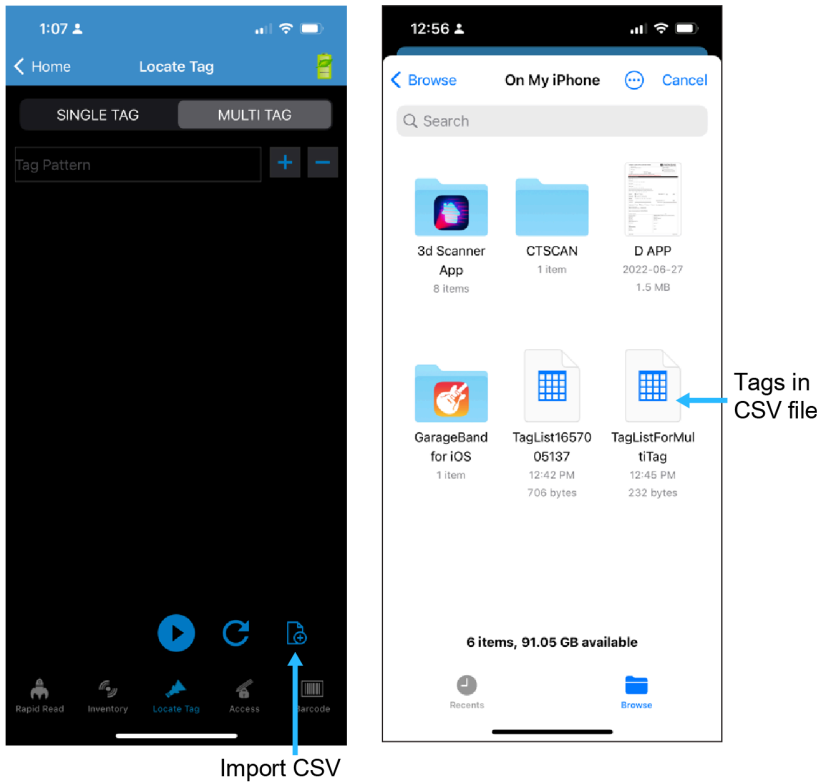 1:07
Home
Locate Tag
SINGLE TAG
MULTI TAG
Tag Pattern
Rapid Read
Inventory
Locate Tag
Access
Barcode
Import CSV
12:56
Browse
On My iPhone
Cancel
Search
3d Scanner
App
8 items
CTSCAN
1 item
D APP
2022-06-27
1.5 MB
GarageBand
for iOS
1 item
TagList16570
05137
12:42 PM
706 bytes
TagListForMul
tiTag
12:45 PM
232 bytes
Tags in
CSV file
6 items, 91.05 GB available
Recents
Browse